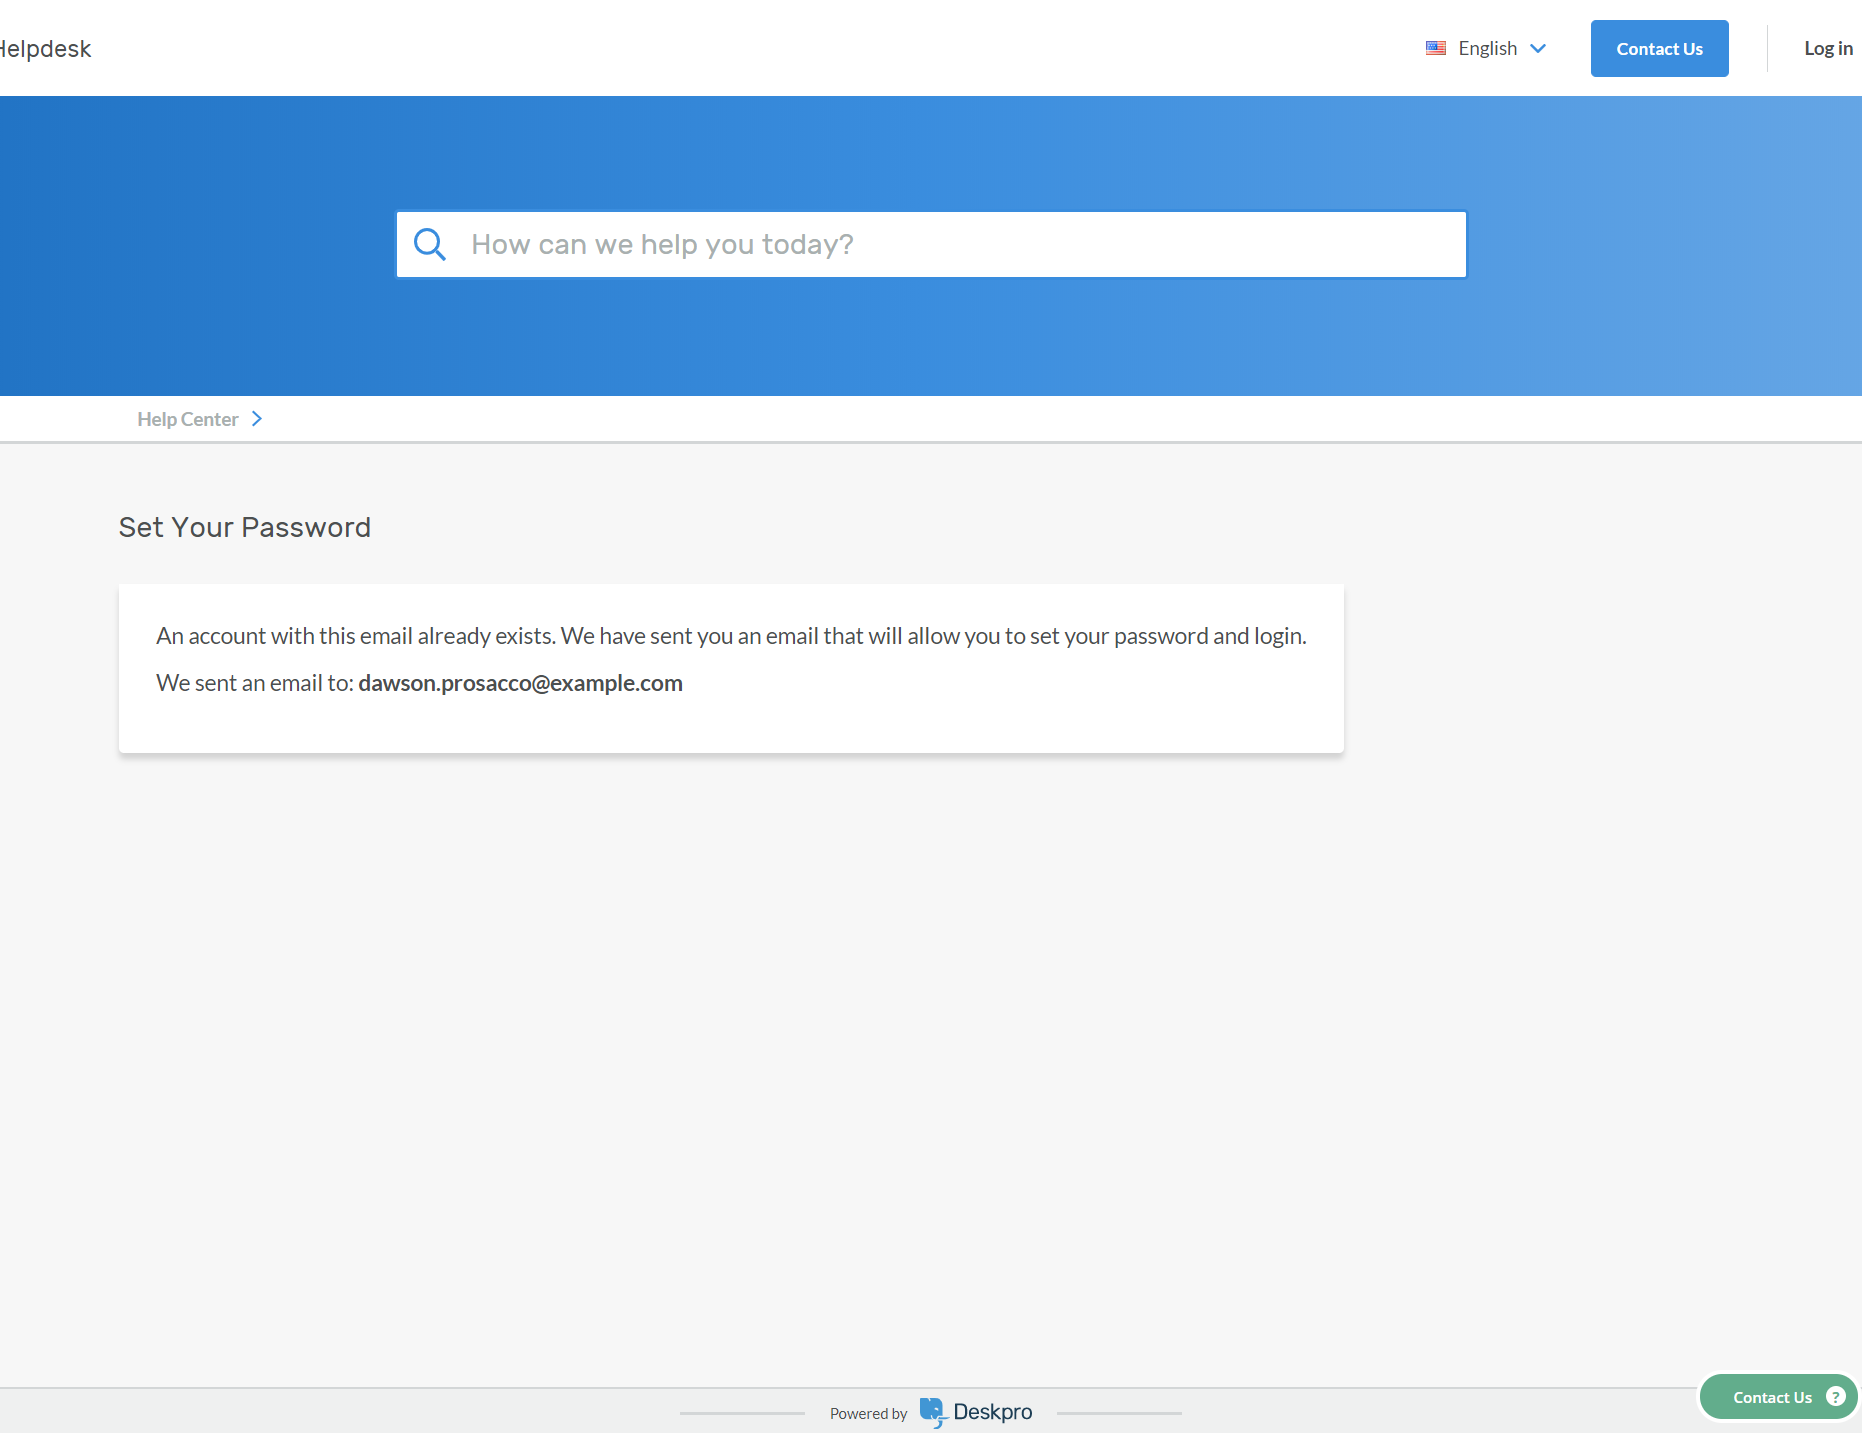 Helpdesk
English
Contact Us
Log in
How can we help you today?
Help Center
Set Your Password
An account with this email already exists. We have sent you an email that will allow you to set your password and login.
We sent an email to: dawson.prosacco@example.com
Powered by Deskpro
Contact Us ?